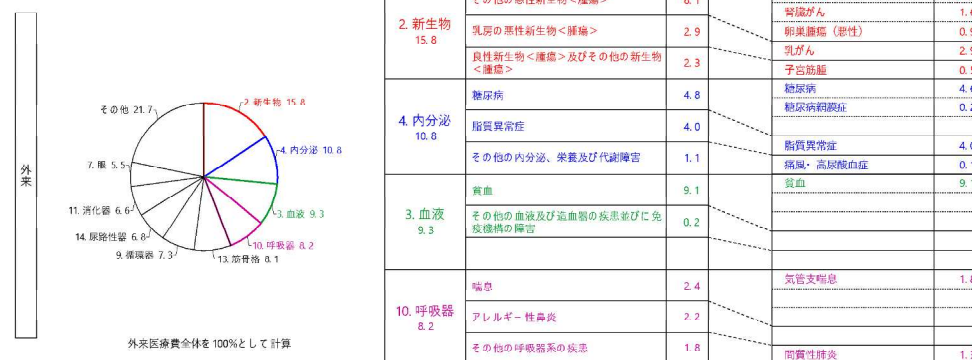 外来
2. 新生物 15.8
その他 21.7
4. 内分泌 10.8
7. 眼 5.5
11. 消化器 6.6
3. 血液 9.3
14. 尿路性器 6.8
10. 呼吸器 8.2
9. 循環器 7.3
13. 筋骨格 8.1
外来医療費全体を100%として計算
2. 新生物
15.8
乳房の悪性新生物<腫瘍> 2.9
良性新生物<腫瘍>及びその他の新生物
<腫瘍> 2.3
腎臓がん
卵巣腫瘍（悪性）
乳がん
子宮筋腫
4. 内分泌
10.8
糖尿病 4.8
脂質異常症 4.0
その他の内分泌、栄養及び代謝障害 1.1
糖尿病
糖尿病網膜症
脂質異常症
痛風・高尿酸血症
3. 血液
9.3
貧血 9.1
その他の血液及び造血器の疾患並びに免
疫機構の障害 0.2
貧血
10. 呼吸器
8.2
喘息 2.4
アレルギー性鼻炎 2.2
その他の呼吸器系の疾患 1.8
気管支喘息
間質性肺炎